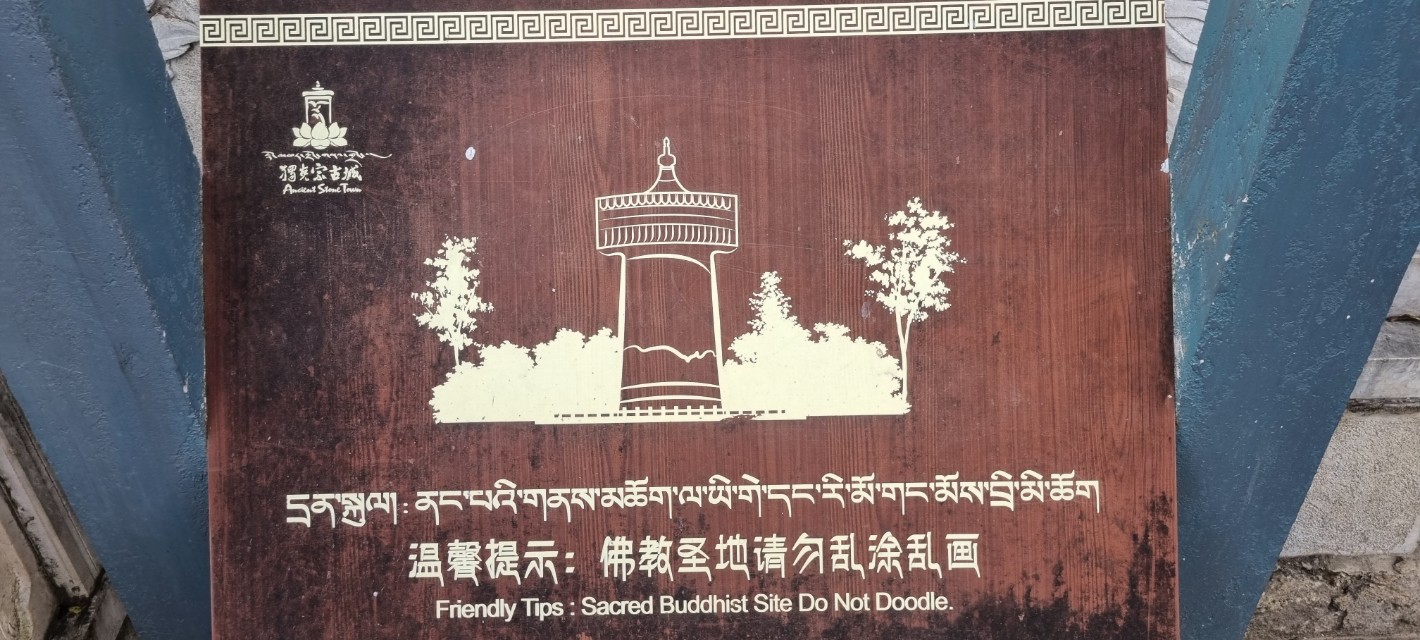 独克宗古城
Ancient Stone Town
དྲན་སྐུལ། : ནང་པའི་གནས་མཆོག་ལ་ཡི་གེ་དང་རི་མོ་གང་མོས་བྲི་མི་ཆོག
温馨提示：佛教圣地请勿乱涂乱画
Friendly Tips : Sacred Buddhist Site Do Not Doodle.